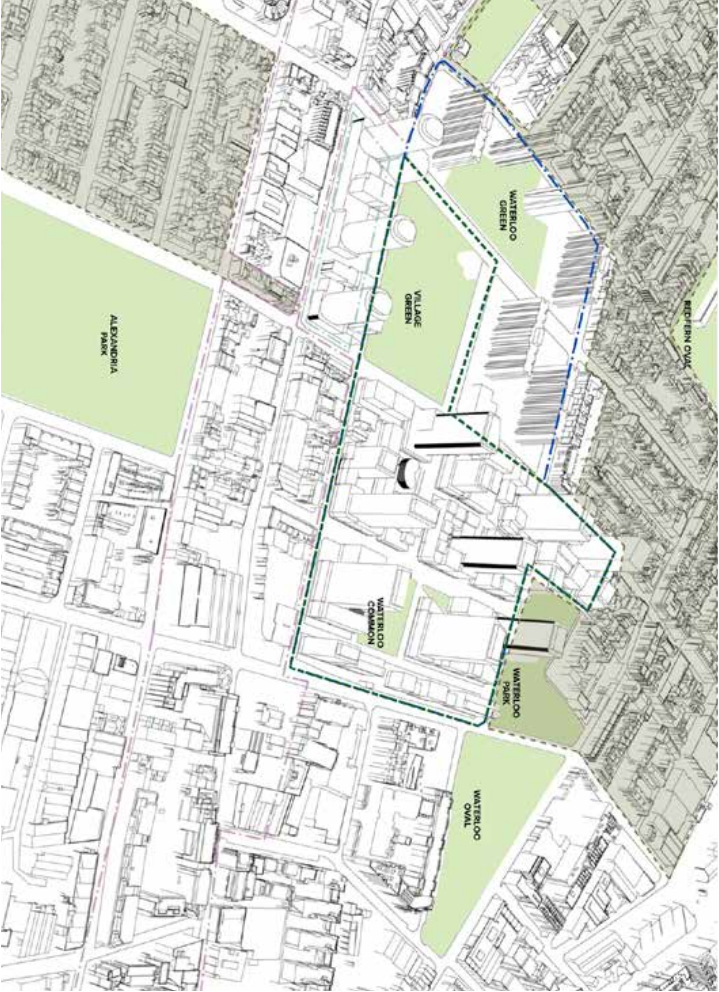 WATERLOO
GREEN
REDFERN OVAL
VILLAGE
GREEN
ALEXANDRIA
PARK
WATERLOO
COMMON
WATERLOO
PARK
WATERLOO
OVAL